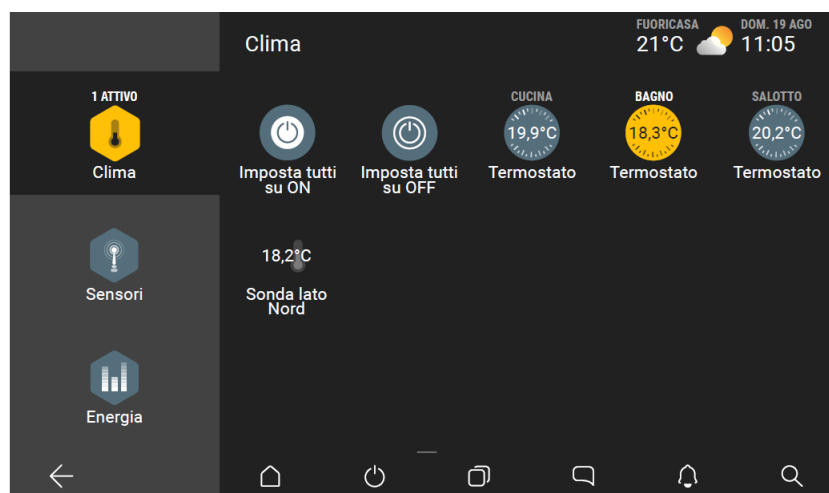 Clima
FUORICASA
21°C
DOM. 19 AGO
11:05
1 ATTIVO
Clima
Sensori
Energia
Imposta tutti
su ON
Imposta tutti
su OFF
CUCINA
19,9°C
Termostato
BAGNO
18,3°C
Termostato
SALOTTO
20,2°C
Termostato
18,2°C
Sonda lato
Nord